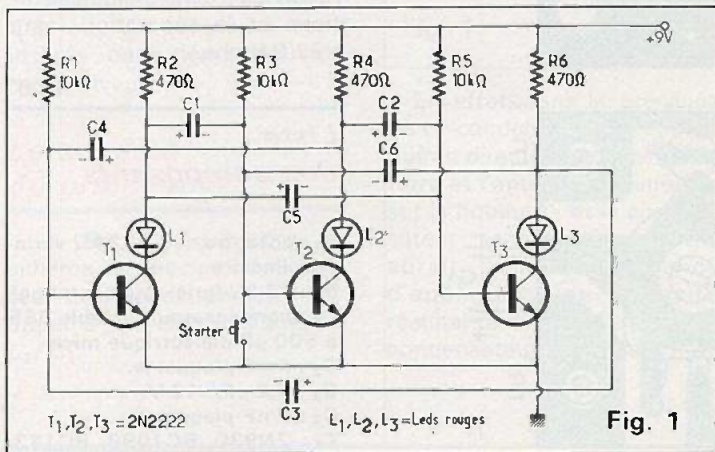 +9V
R1
10kΩ
R2
470Ω
R3
10kΩ
R4
470Ω
R5
10kΩ
R6
470Ω
C4
C1
C2
C6
C5
L1
L2
L3
T1
T2
T3
Starter
C3
T1, T2, T3 = 2N2222
L1, L2, L3 = Leds rouges
Fig. 1